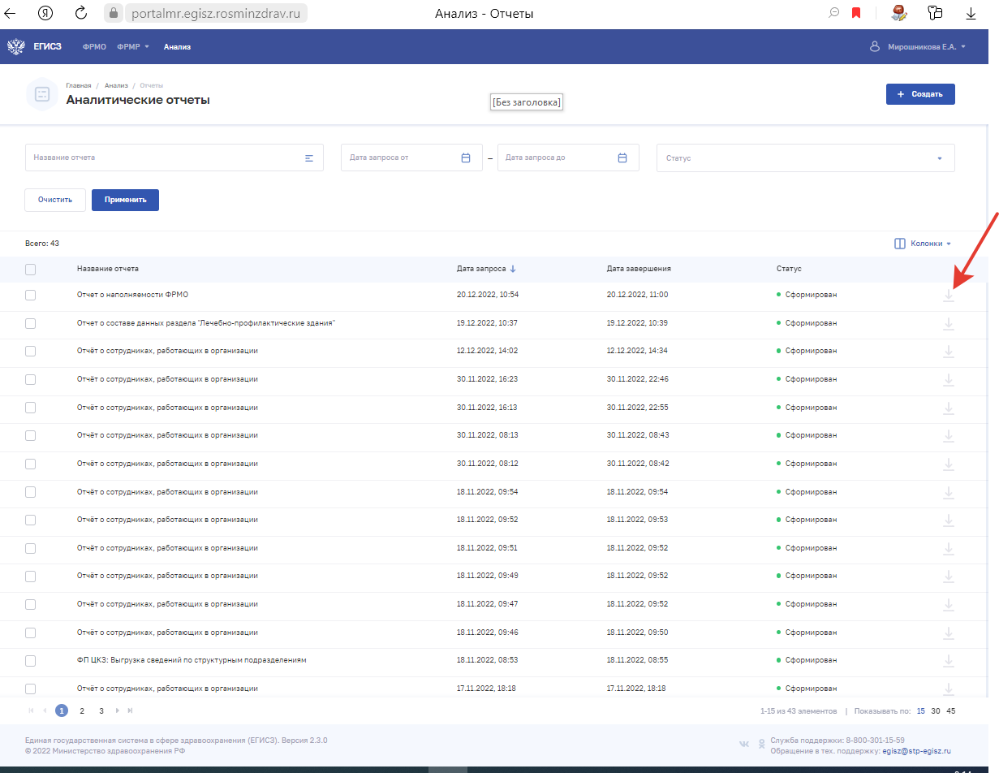 portalmr.egisz.rosminzdrav.ru Анализ - Отчеты
ЕГИСЗ ФРМО ФРМР Анализ Мирошникова Е.А.
Главная / Анализ / Отчеты
Аналитические отчеты
[Без заголовка]
+ Создать
Название отчета Дата запроса от – Дата запроса до Статус
Очистить Применить
Всего: 43 Колонки
Название отчета Дата запроса Дата завершения Статус
Отчет о наполняемости ФРМО 20.12.2022, 10:54 20.12.2022, 11:00 Сформирован
Отчет о составе данных раздела "Лечебно-профилактические здания" 19.12.2022, 10:37 19.12.2022, 10:39 Сформирован
Отчёт о сотрудниках, работающих в организации 12.12.2022, 14:02 12.12.2022, 14:34 Сформирован
Отчёт о сотрудниках, работающих в организации 30.11.2022, 16:23 30.11.2022, 22:46 Сформирован
Отчёт о сотрудниках, работающих в организации 30.11.2022, 16:13 30.11.2022, 22:55 Сформирован
Отчёт о сотрудниках, работающих в организации 30.11.2022, 08:13 30.11.2022, 08:43 Сформирован
Отчёт о сотрудниках, работающих в организации 30.11.2022, 08:12 30.11.2022, 08:42 Сформирован
Отчёт о сотрудниках, работающих в организации 18.11.2022, 09:54 18.11.2022, 09:54 Сформирован
Отчёт о сотрудниках, работающих в организации 18.11.2022, 09:52 18.11.2022, 09:53 Сформирован
Отчёт о сотрудниках, работающих в организации 18.11.2022, 09:51 18.11.2022, 09:52 Сформирован
Отчёт о сотрудниках, работающих в организации 18.11.2022, 09:49 18.11.2022, 09:52 Сформирован
Отчёт о сотрудниках, работающих в организации 18.11.2022, 09:47 18.11.2022, 09:52 Сформирован
Отчёт о сотрудниках, работающих в организации 18.11.2022, 09:46 18.11.2022, 09:50 Сформирован
ФП ЦКЗ: Выгрузка сведений по структурным подразделениям 18.11.2022, 08:53 18.11.2022, 08:55 Сформирован
Отчёт о сотрудниках, работающих в организации 17.11.2022, 18:18 17.11.2022, 18:18 Сформирован
1 2 3 1-15 из 43 элементов | Показывать по: 15 30 45
Единая государственная система в сфере здравоохранения (ЕГИСЗ). Версия 2.3.0 Служба поддержки: 8-800-301-15-59
© 2022 Министерство здравоохранения РФ Обращение в тех. поддержку: egisz@stp-egisz.ru